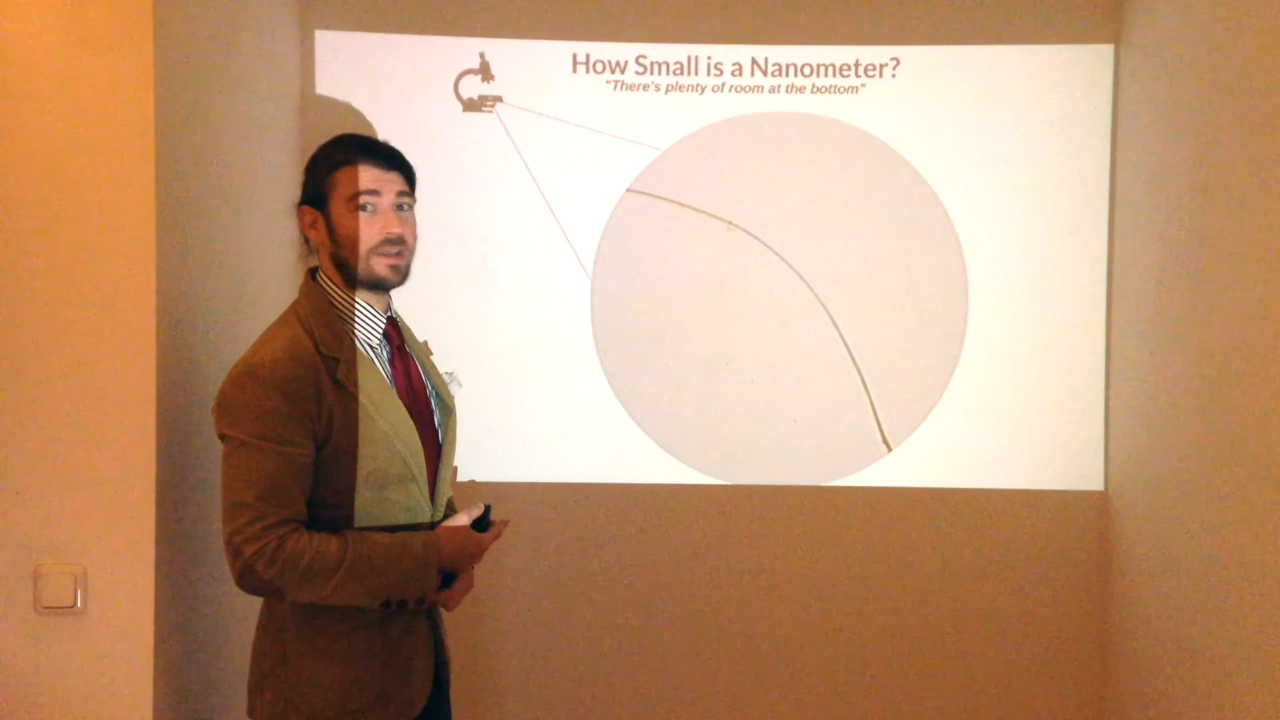 How Small is a Nanometer?
"There's plenty of room at the bottom"